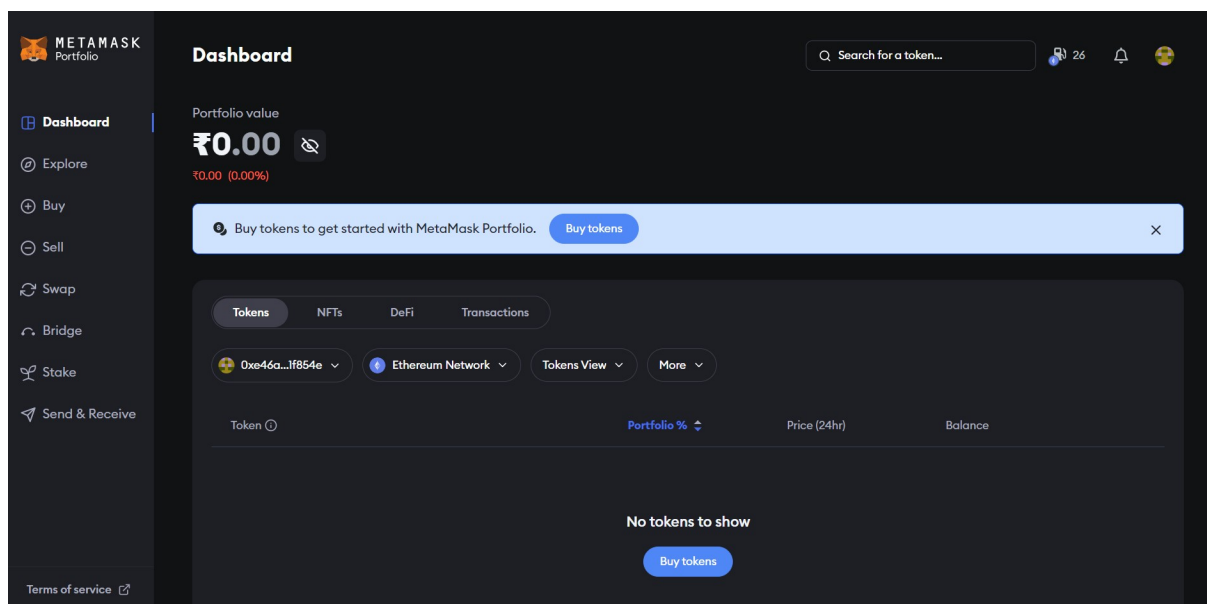 METAMASK
Portfolio
Dashboard
Search for a token...
26
Dashboard
Explore
Buy
Sell
Swap
Bridge
Stake
Send & Receive
Terms of service
Portfolio value
₹0.00
₹0.00 (0.00%)
Buy tokens to get started with MetaMask Portfolio. Buy tokens
Tokens NFTs DeFi Transactions
0xe46a...1f854e Ethereum Network Tokens View More
Token Portfolio % Price (24hr) Balance
No tokens to show
Buy tokens